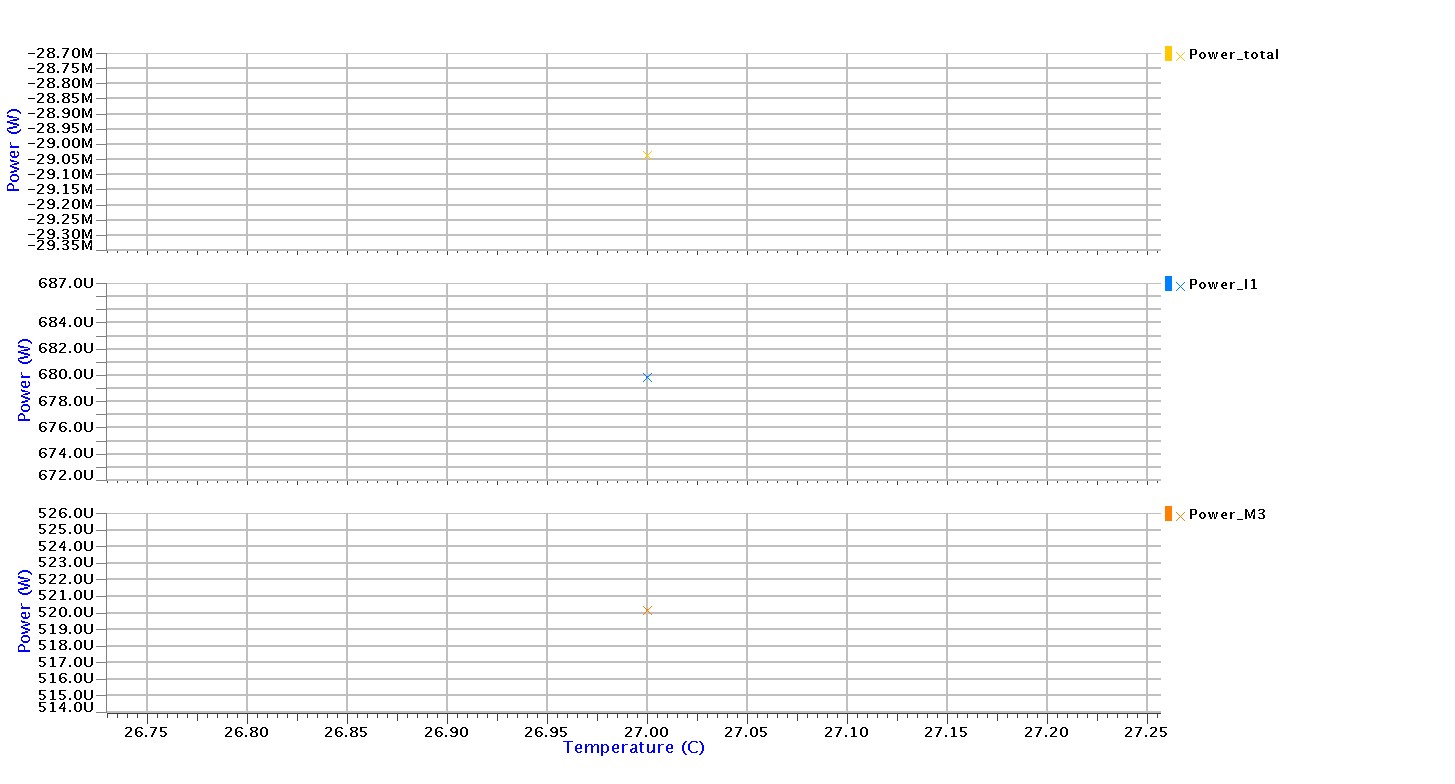 -28.70M
-28.75M
-28.80M
-28.85M
-28.90M
-28.95M
-29.00M
-29.05M
-29.10M
-29.15M
-29.20M
-29.25M
-29.30M
-29.35M
Power (W)
Power_total
687.0U
684.0U
682.0U
680.0U
678.0U
676.0U
674.0U
672.0U
Power (W)
Power_I1
526.0U
525.0U
524.0U
523.0U
522.0U
521.0U
520.0U
519.0U
518.0U
517.0U
516.0U
515.0U
514.0U
Power (W)
Power_M3
26.75 26.80 26.85 26.90 26.95 27.00 27.05 27.10 27.15 27.20 27.25
Temperature (C)